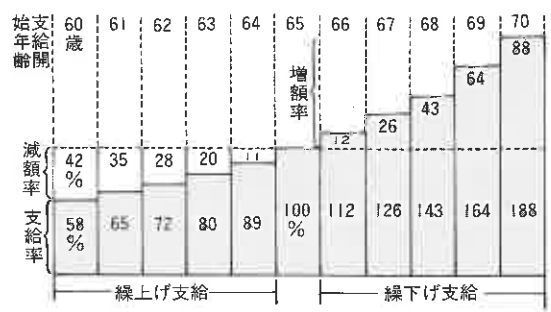 支給開始年齢
60歳 61 62 63 64 65 66 67 68 69 70
増額率
12 26 43 64 88
減額率
42% 35 28 20 11
支給率
58% 65 72 80 89 100% 112 126 143 164 188
繰上げ支給 繰下げ支給